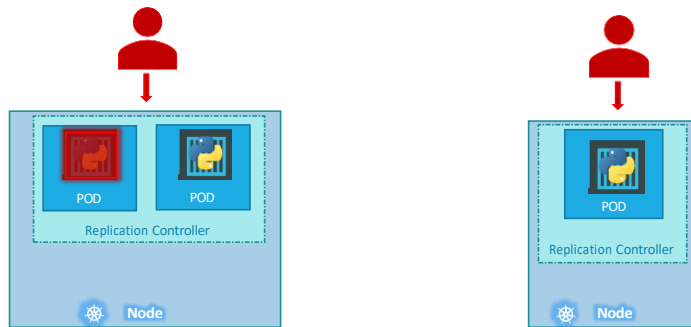 POD
POD
Replication Controller
Node
POD
Replication Controller
Node